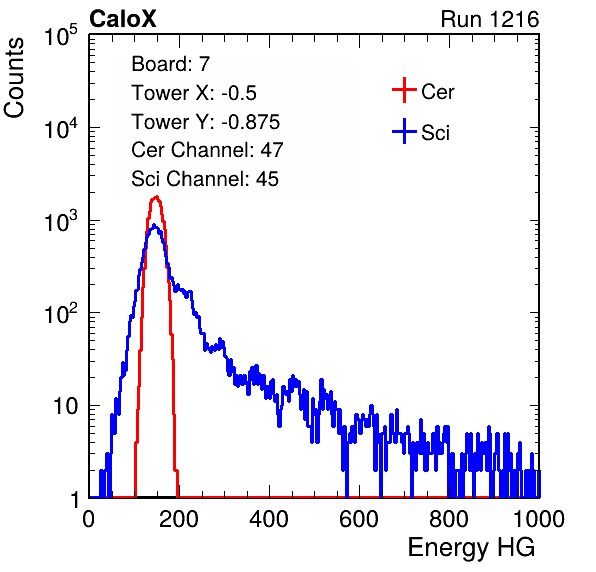 CaloX Run 1216
Counts
10^5
10^4
10^3
10^2
10
1
Board: 7
Tower X: -0.5
Tower Y: -0.875
Cer Channel: 47
Sci Channel: 45
Cer
Sci
0 200 400 600 800 1000
Energy HG